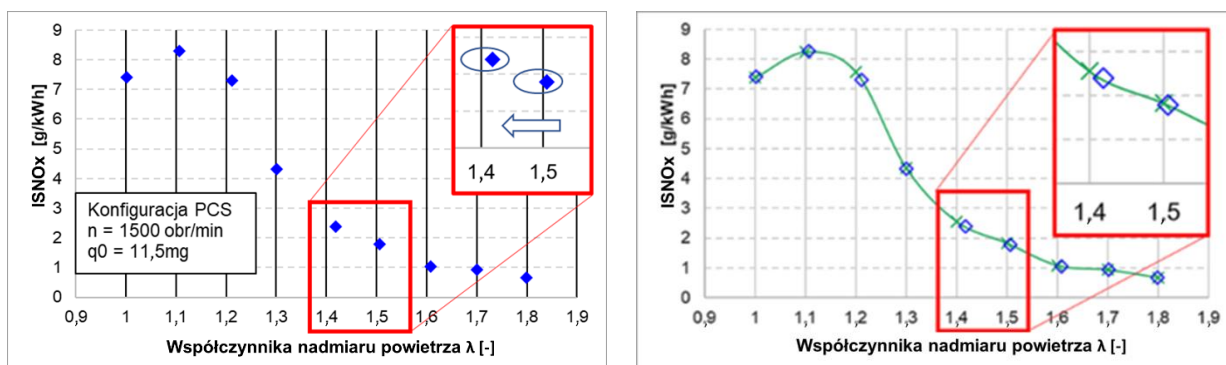 9
8
7
6
5
4
3
2
1
0
ISNOx [g/kWh]
0,9 1 1,1 1,2 1,3 1,4 1,5 1,6 1,7 1,8 1,9
Współczynnika nadmiaru powietrza λ [-]
Konfiguracja PCS
n = 1500 obr/min
q0 = 11,5mg
1,4 1,5
9
8
7
6
5
4
3
2
1
0
ISNOx [g/kWh]
0,9 1 1,1 1,2 1,3 1,4 1,5 1,6 1,7 1,8 1,9
Współczynnika nadmiaru powietrza λ [-]
1,4 1,5